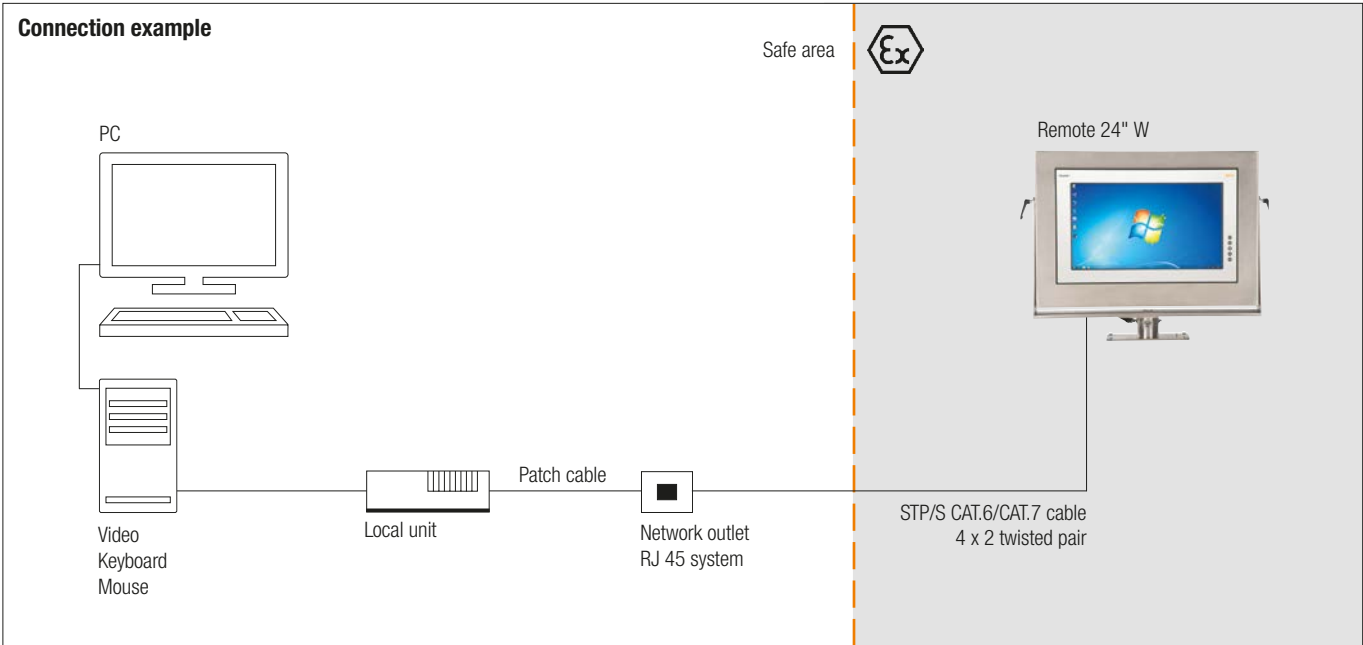 Connection example
Safe area
Ex
PC
Remote 24" W
Patch cable
Video
Keyboard
Mouse
Local unit
Network outlet
RJ 45 system
STP/S CAT.6/CAT.7 cable
4 x 2 twisted pair